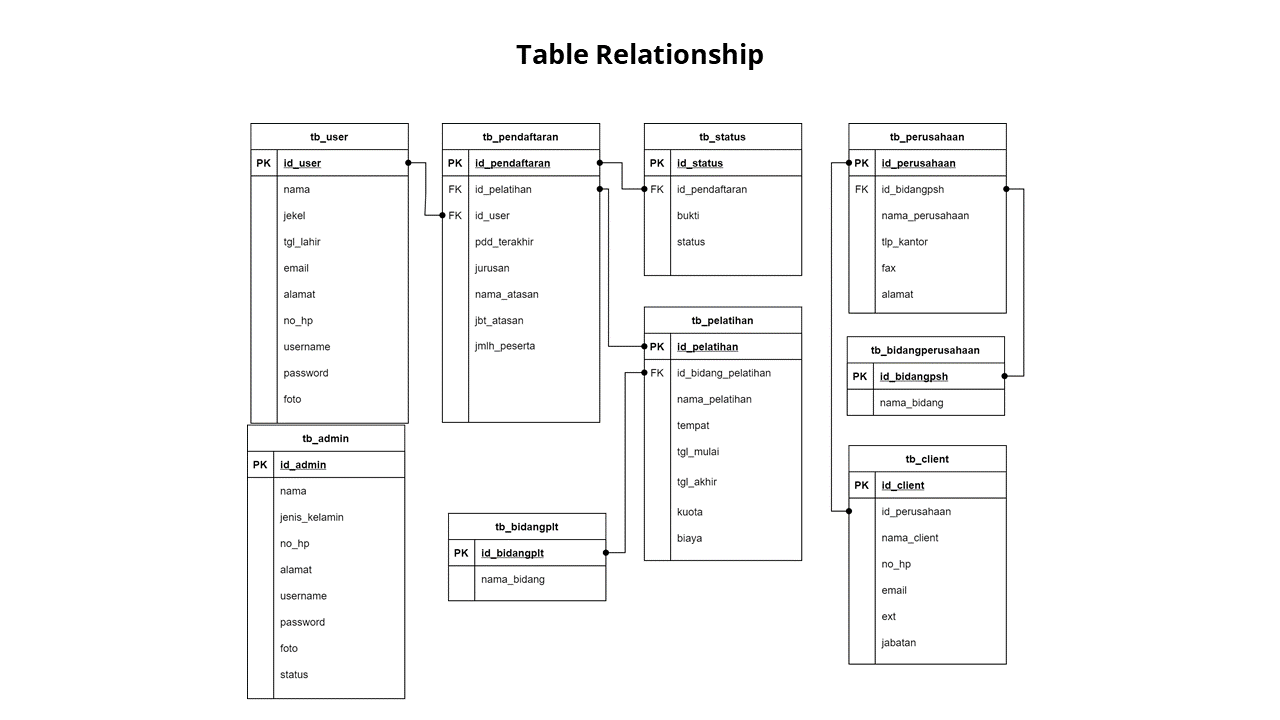 Table Relationship
tb_user
PK id_user
nama
jekel
tgl_lahir
email
alamat
no_hp
username
password
foto
tb_admin
PK id_admin
nama
jenis_kelamin
no_hp
alamat
username
password
foto
status
tb_pendaftaran
PK id_pendaftaran
FK id_pelatihan
FK id_user
pdd_terakhir
jurusan
nama_atasan
jbt_atasan
jmlh_peserta
tb_bidangplt
PK id_bidangplt
nama_bidang
tb_status
PK id_status
FK id_pendaftaran
bukti
status
tb_pelatihan
PK id_pelatihan
FK id_bidang_pelatihan
nama_pelatihan
tempat
tgl_mulai
tgl_akhir
kuota
biaya
tb_perusahaan
PK id_perusahaan
FK id_bidangpsh
nama_perusahaan
tlp_kantor
fax
alamat
tb_bidangperusahaan
PK id_bidangpsh
nama_bidang
tb_client
PK id_client
id_perusahaan
nama_client
no_hp
email
ext
jabatan